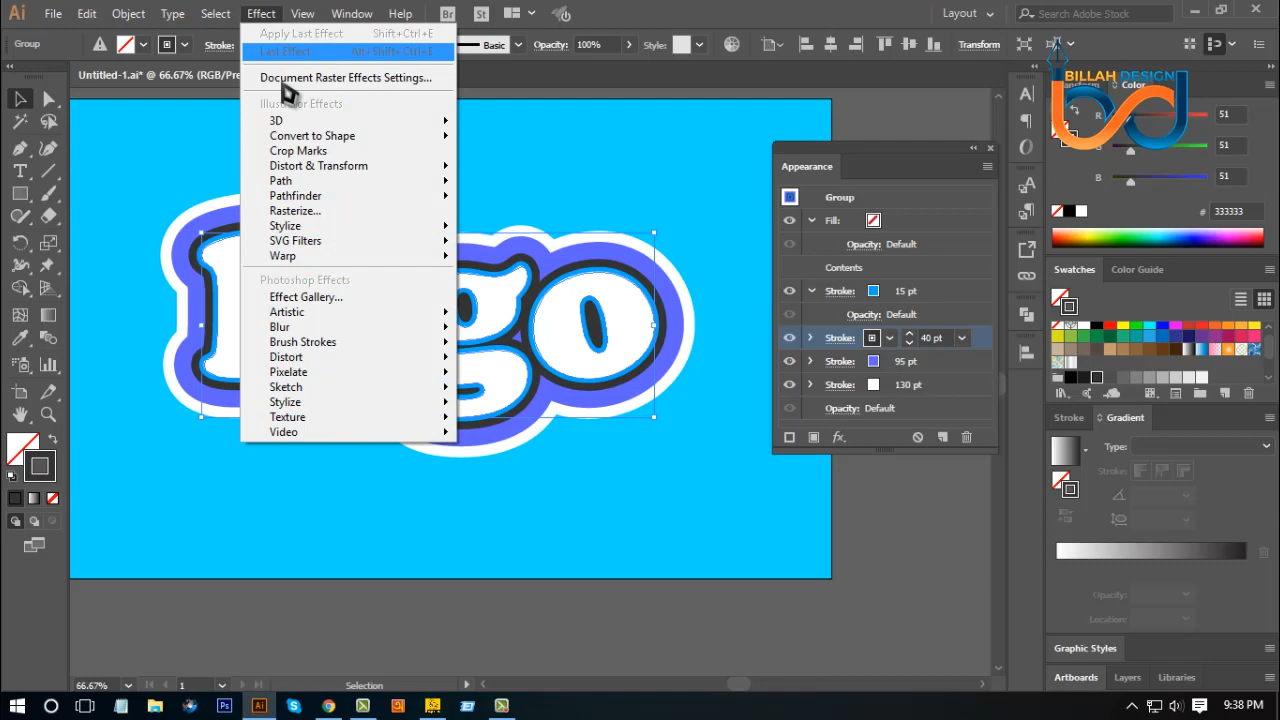 Ai File Edit Object Type Select Effect View Window Help Br St Layout Search Adobe Stock
Group Stroke: Basic Opacity: 100% Style: Transform
Untitled-1.ai* @ 66.67% (RGB/Pre
Apply Last Effect Shift+Ctrl+E
Last Effect Alt+Shift+Ctrl+E
Document Raster Effects Settings...
Illustrator Effects
3D
Convert to Shape
Crop Marks
Distort & Transform
Path
Pathfinder
Rasterize...
Stylize
SVG Filters
Warp
Photoshop Effects
Effect Gallery...
Artistic
Blur
Brush Strokes
Distort
Pixelate
Sketch
Stylize
Texture
Video
go
Appearance
Group
Fill:
Opacity: Default
Contents
Stroke: 15 pt
Opacity: Default
Stroke: 40 pt
Stroke: 95 pt
Stroke: 130 pt
Opacity: Default
fx
BILLAH DESIGN
bd
Color
R 51
G 51
B 51
# 333333
Swatches Color Guide
Stroke Gradient
Type:
Stroke:
Opacity:
Location:
Graphic Styles
Artboards Layers Libraries
66.67% 1 Selection
Ps Ai
9:38 PM